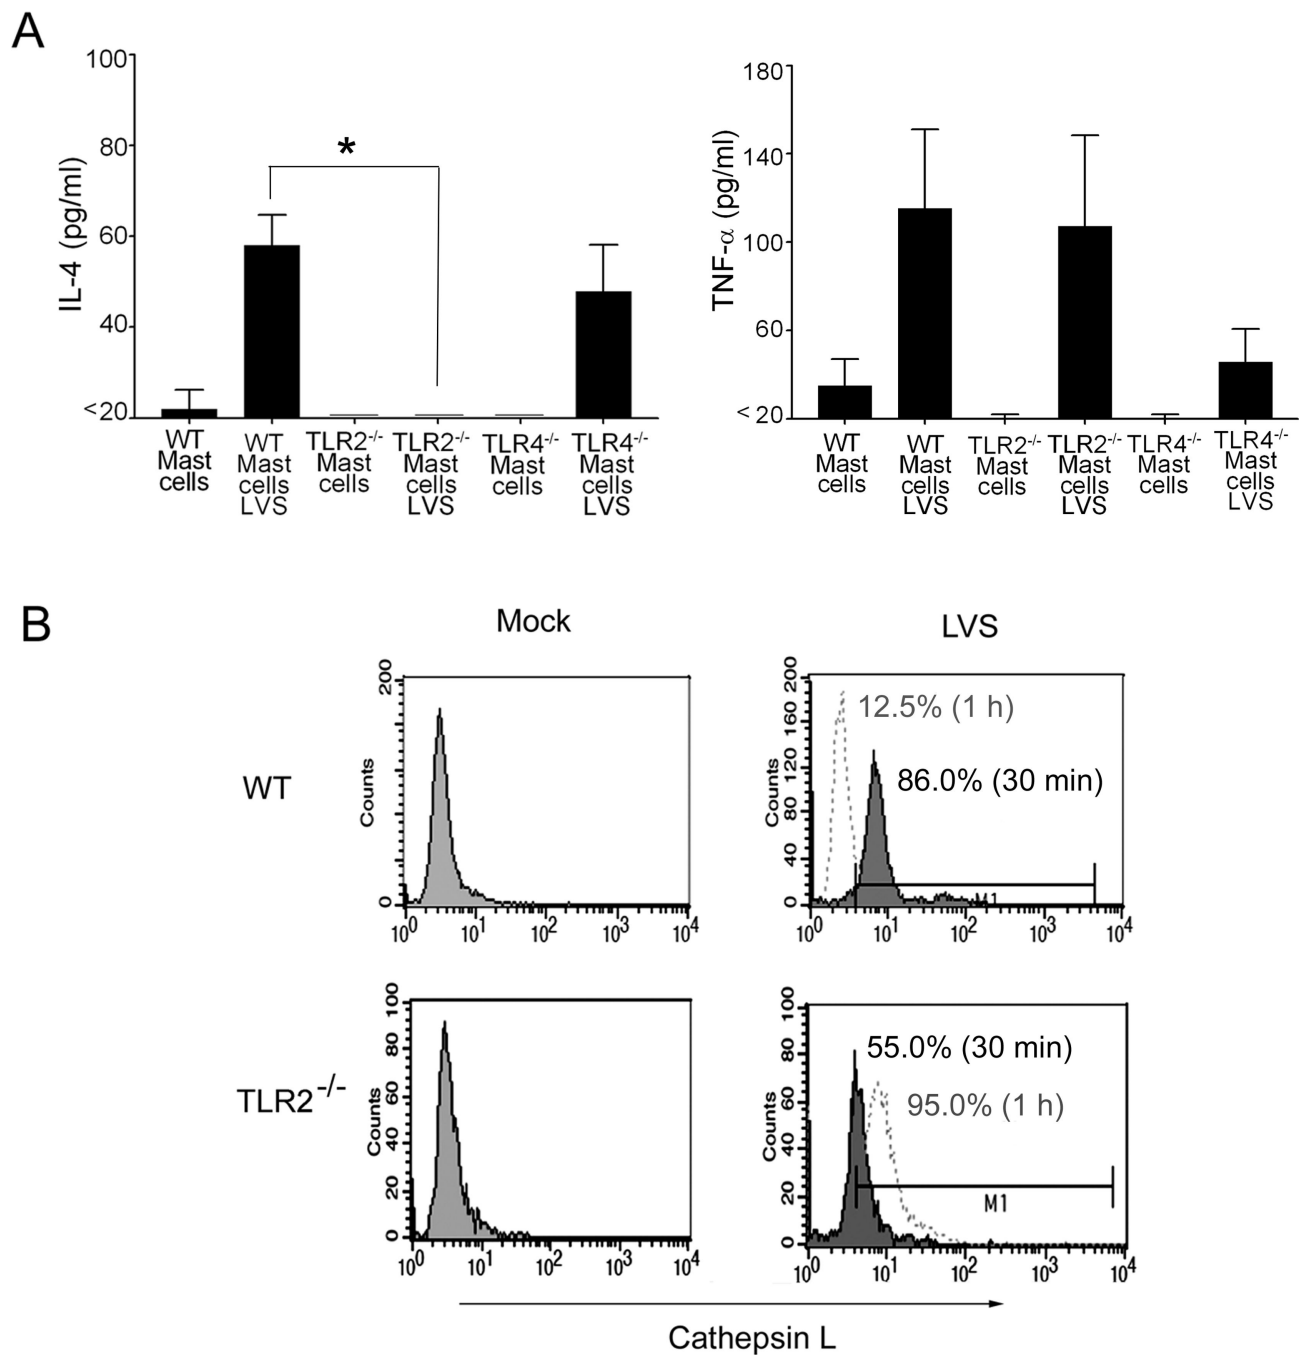 A
100
80
60
40
<20
IL-4 (pg/ml)
*
WT
Mast
cells
WT
Mast
cells
LVS
TLR2-/-
Mast
cells
TLR2-/-
Mast
cells
LVS
TLR4-/-
Mast
cells
TLR4-/-
Mast
cells
LVS
180
140
100
60
< 20
TNF-α (pg/ml)
WT
Mast
cells
WT
Mast
cells
LVS
TLR2-/-
Mast
cells
TLR2-/-
Mast
cells
LVS
TLR4-/-
Mast
cells
TLR4-/-
Mast
cells
LVS
B
Mock
LVS
WT
Counts
200
0
10^0 10^1 10^2 10^3 10^4
Counts
200
160
120
80
40
0
12.5% (1 h)
86.0% (30 min)
M1
10^0 10^1 10^2 10^3 10^4
TLR2-/-
Counts
100
80
60
40
20
0
10^0 10^1 10^2 10^3 10^4
Counts
100
80
60
40
20
0
55.0% (30 min)
95.0% (1 h)
M1
10^0 10^1 10^2 10^3 10^4
Cathepsin L